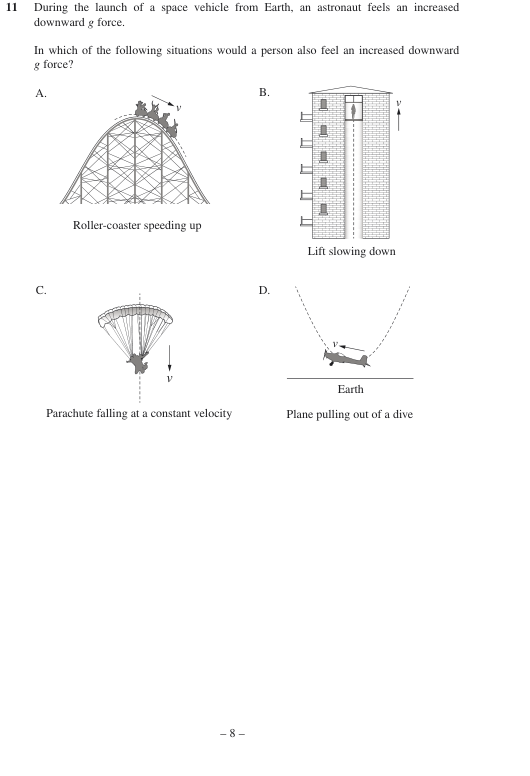 11 During the launch of a space vehicle from Earth, an astronaut feels an increased
downward g force.
In which of the following situations would a person also feel an increased downward
g force?
A.
v
Roller-coaster speeding up
B.
v
Lift slowing down
C.
v
Parachute falling at a constant velocity
D.
v
Earth
Plane pulling out of a dive
– 8 –